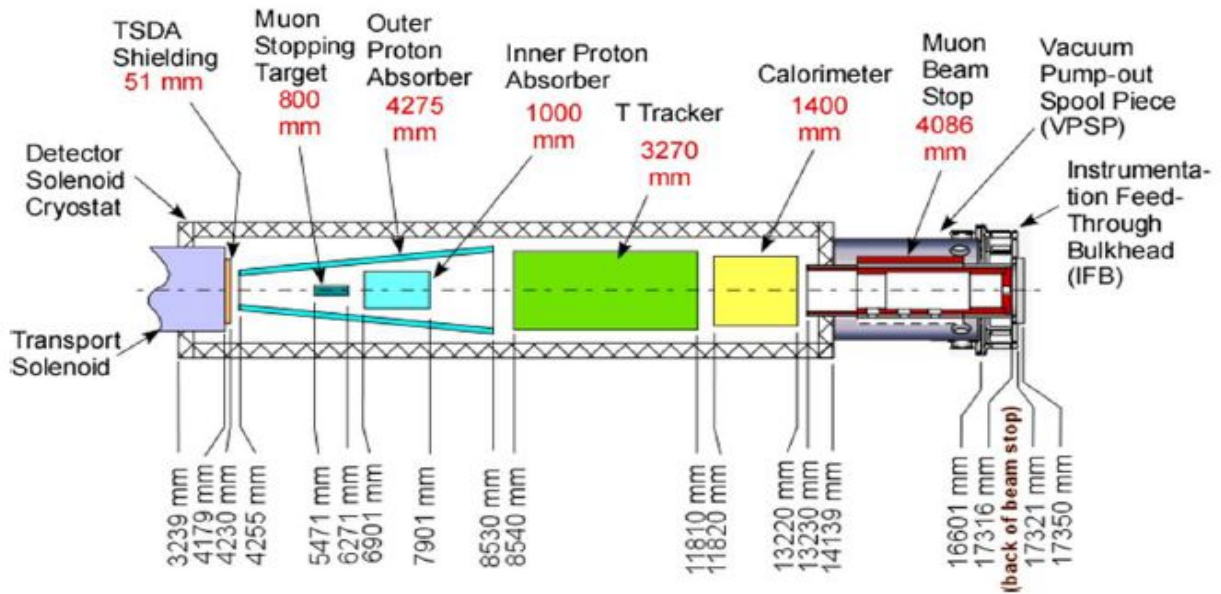 TSDA
Shielding
51 mm
Muon
Stopping
Target
800
mm
Outer
Proton
Absorber
4275
mm
Inner Proton
Absorber
1000
mm
T Tracker
3270
mm
Calorimeter
1400
mm
Muon
Beam
Stop
4086
mm
Vacuum
Pump-out
Spool Piece
(VPSP)
Instrumenta-
tion Feed-
Through
Bulkhead
(IFB)
Detector
Solenoid
Cryostat
Transport
Solenoid
3239 mm
4179 mm
4230 mm
4255 mm
5471 mm
6271 mm
6901 mm
7901 mm
8530 mm
8540 mm
11810 mm
11820 mm
13220 mm
13230 mm
14139 mm
16601 mm
17316 mm
(back of beam stop)
17321 mm
17350 mm